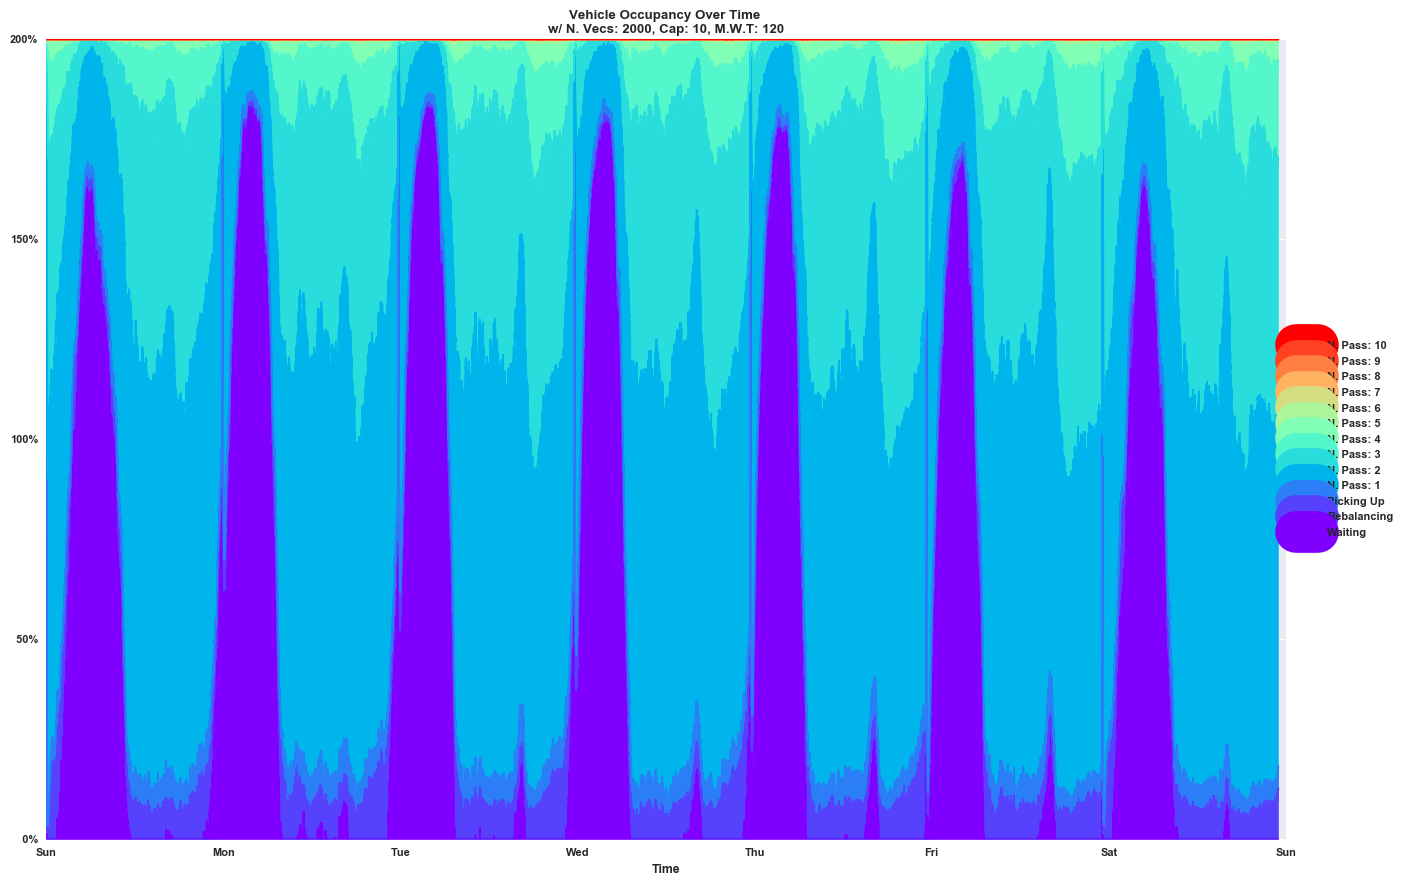 Vehicle Occupancy Over Time
w/ N. Vecs: 2000, Cap: 10, M.W.T: 120
200%
150%
100%
50%
0%
Sun Mon Tue Wed Thu Fri Sat Sun
Time
N. Pass: 10
N. Pass: 9
N. Pass: 8
N. Pass: 7
N. Pass: 6
N. Pass: 5
N. Pass: 4
N. Pass: 3
N. Pass: 2
N. Pass: 1
Picking Up
Rebalancing
Waiting